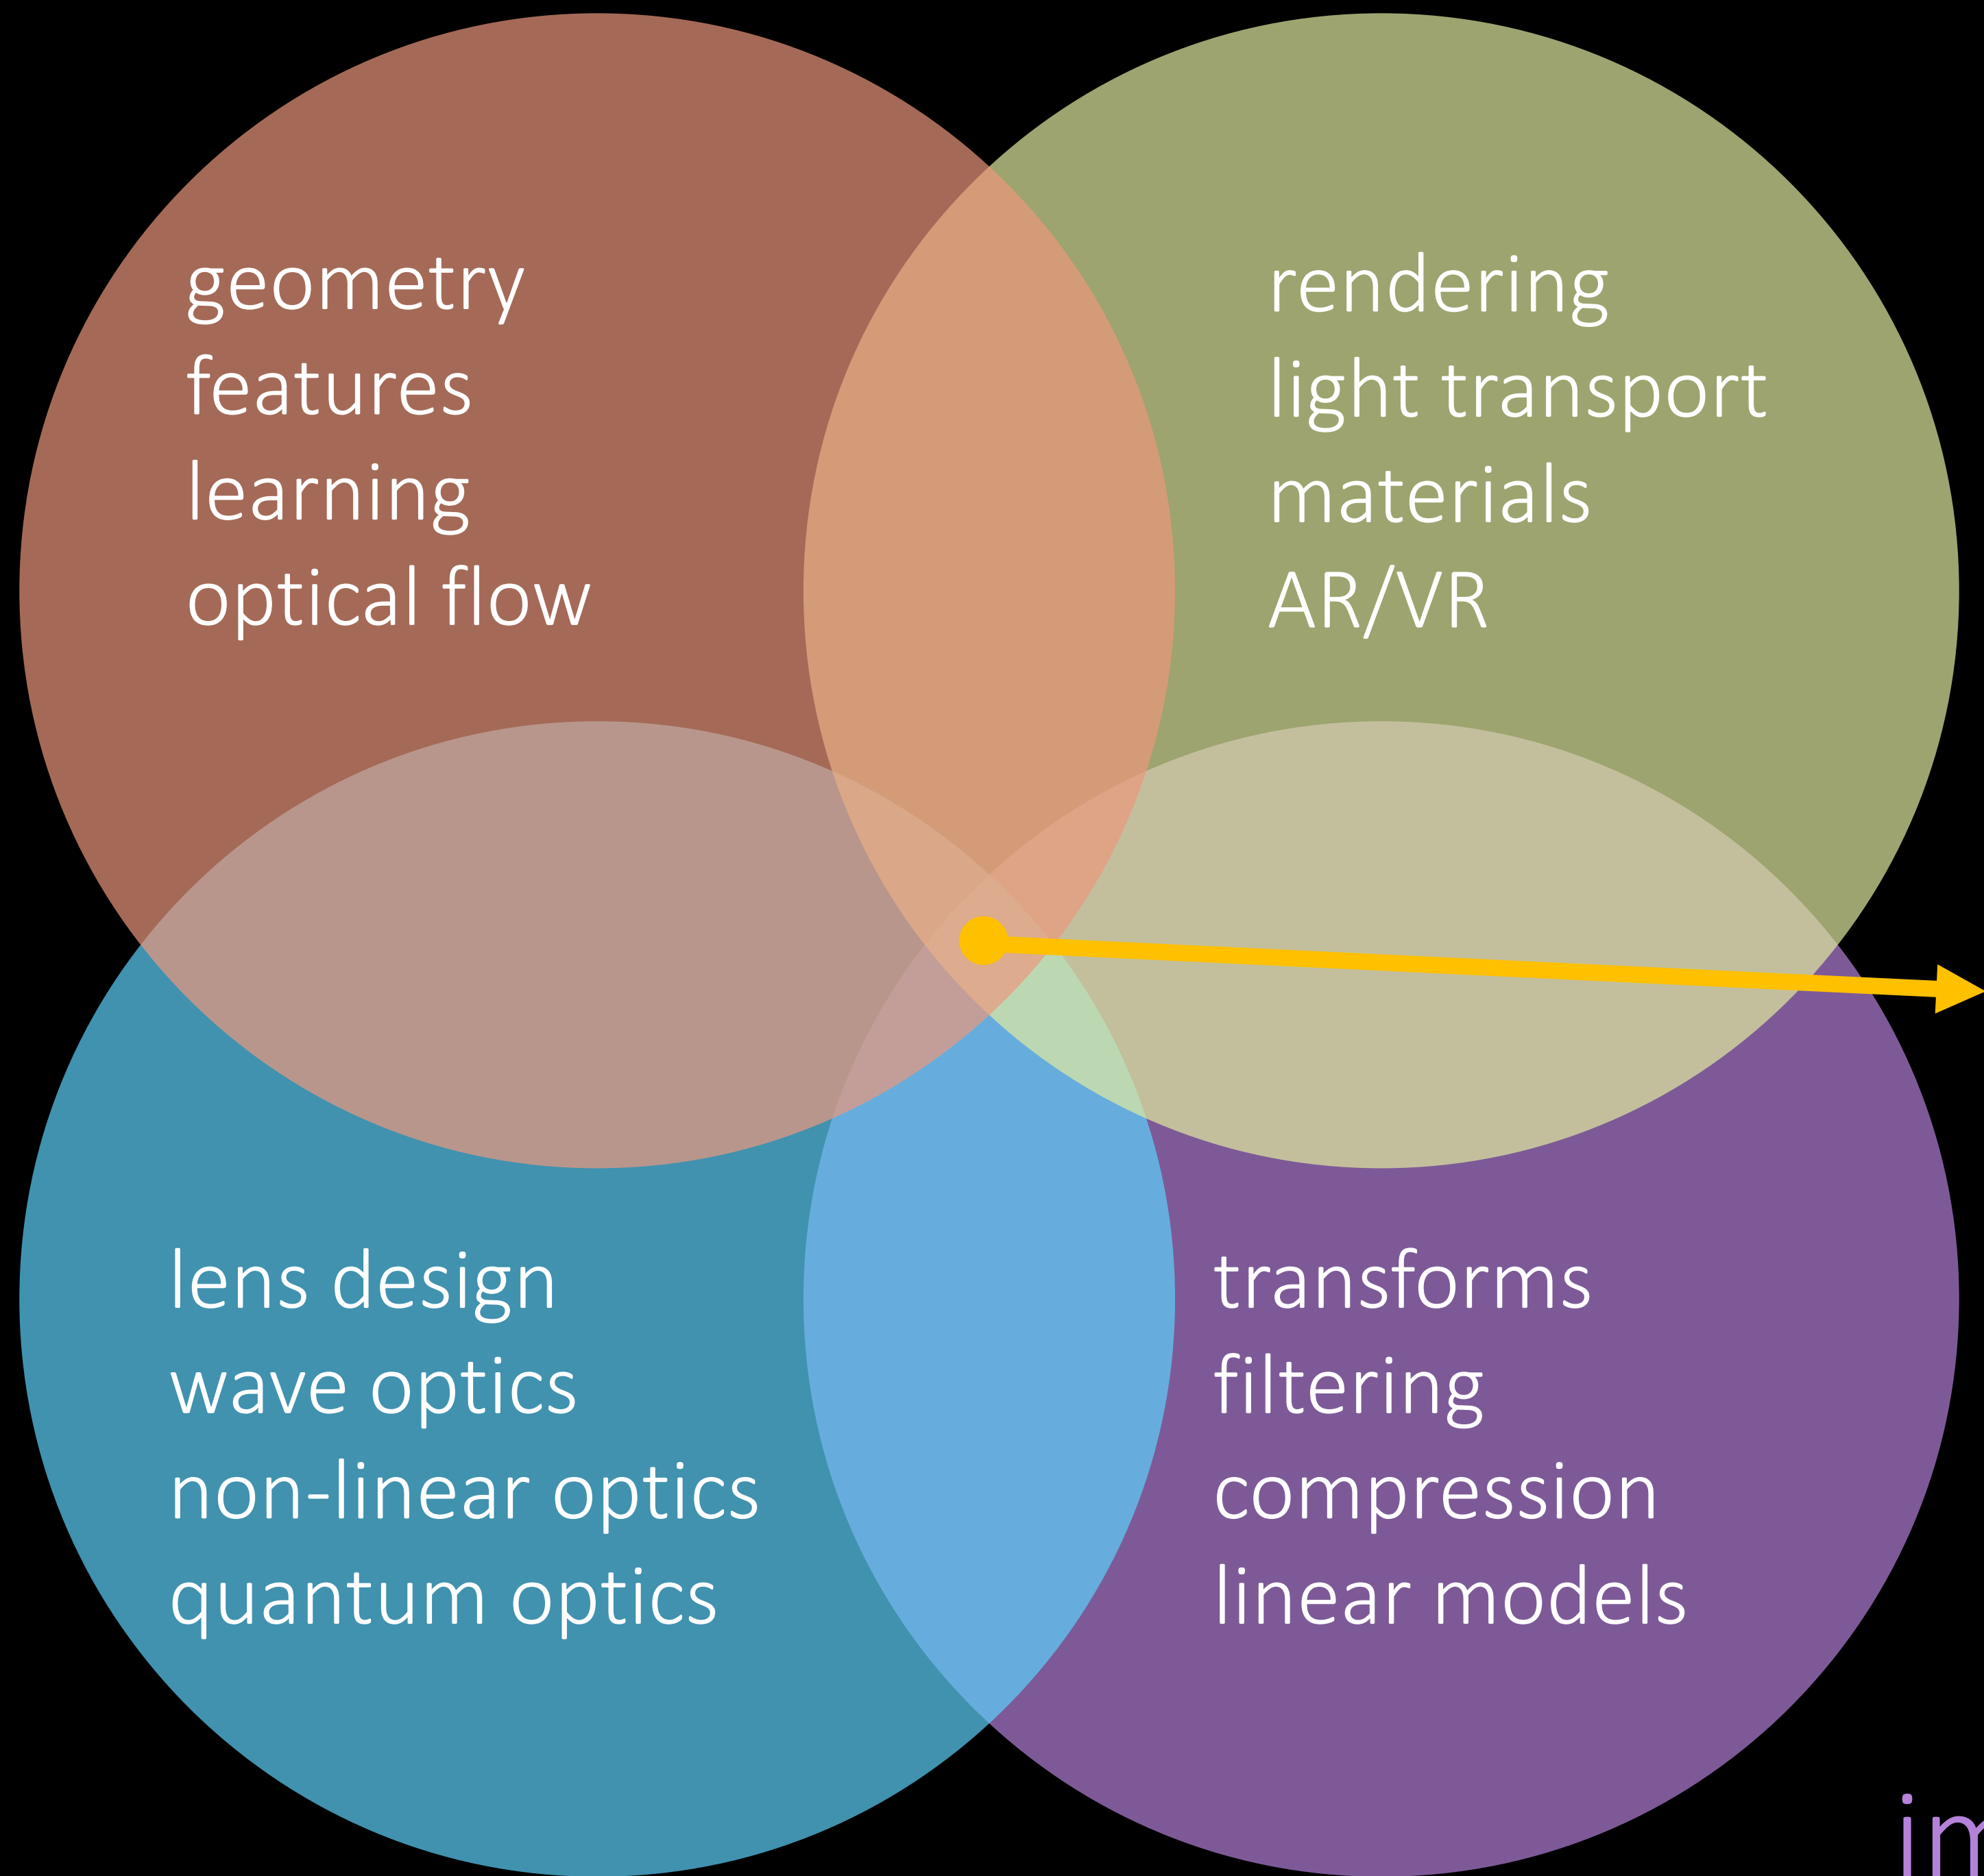 geometry
features
learning
optical flow
rendering
light transport
materials
AR/VR
lens design
wave optics
non-linear optics
quantum optics
transforms
filtering
compression
linear models